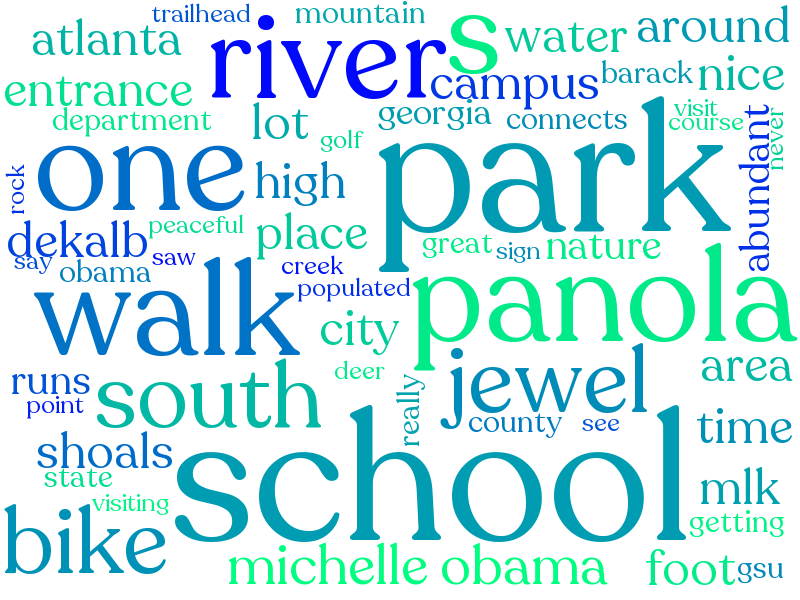 trailhead
mountain
atlanta
river
s
water
around
entrance
campus
barack
nice
department
lot
georgia
connects
visit
course
golf
never
one
park
rock
high
abundant
dekalb
peaceful
place
great
sign
nature
say
obama
saw
creek
populated
walk
panola
city
runs
south
deer
jewel
area
point
really
county
see
time
shoals
school
state
mlk
visiting
bike
getting
michelle obama
foot
gsu